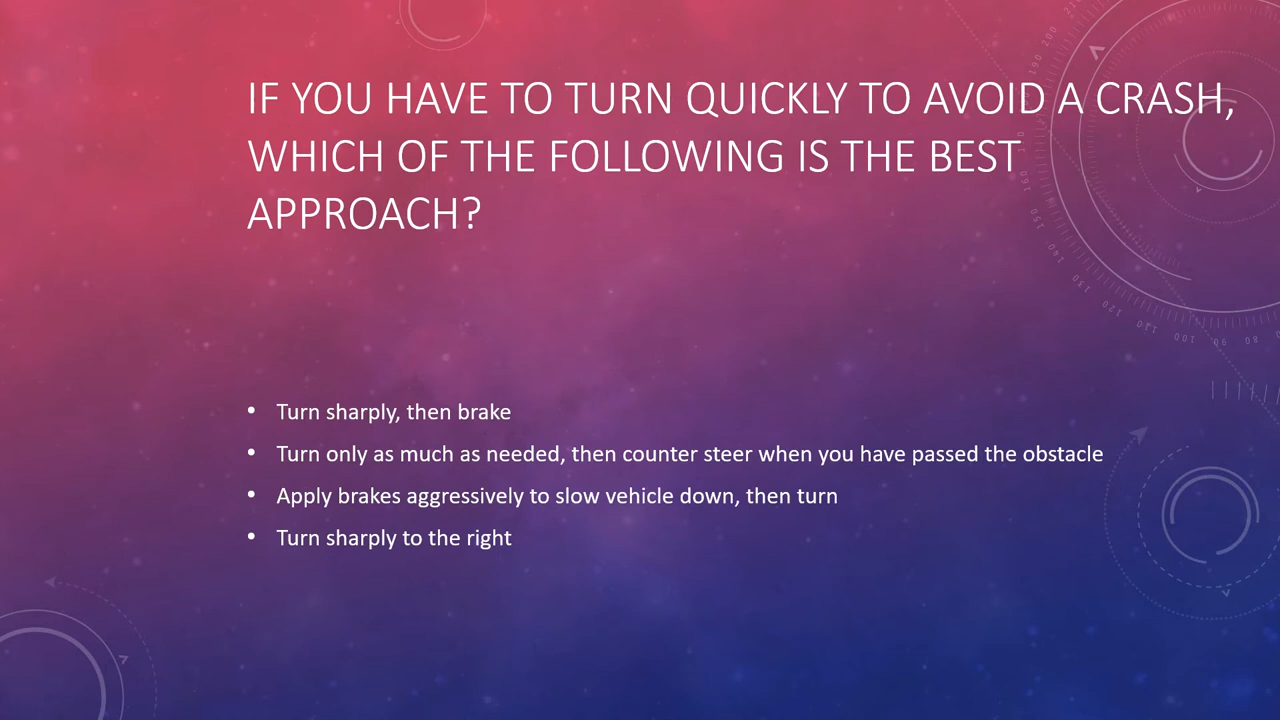 IF YOU HAVE TO TURN QUICKLY TO AVOID A CRASH,
WHICH OF THE FOLLOWING IS THE BEST
APPROACH?
• Turn sharply, then brake
• Turn only as much as needed, then counter steer when you have passed the obstacle
• Apply brakes aggressively to slow vehicle down, then turn
• Turn sharply to the right